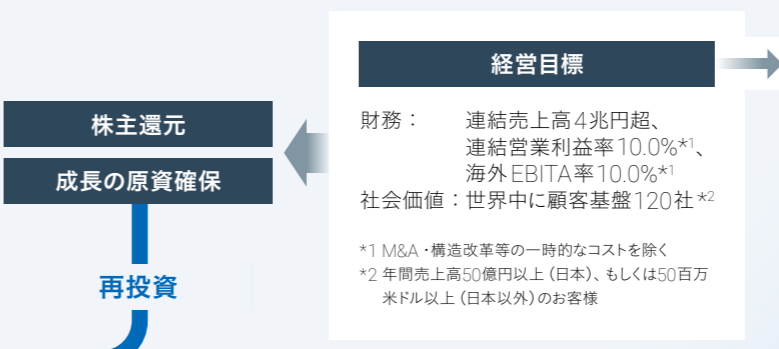 経営目標
財務： 連結売上高4兆円超、
連結営業利益率10.0%*1、
海外EBITA率10.0%*1
社会価値：世界中に顧客基盤120社*2
*1 M&A・構造改革等の一時的なコストを除く
*2 年間売上高50億円以上（日本）、もしくは50百万
米ドル以上（日本以外）のお客様
株主還元
成長の原資確保
再投資